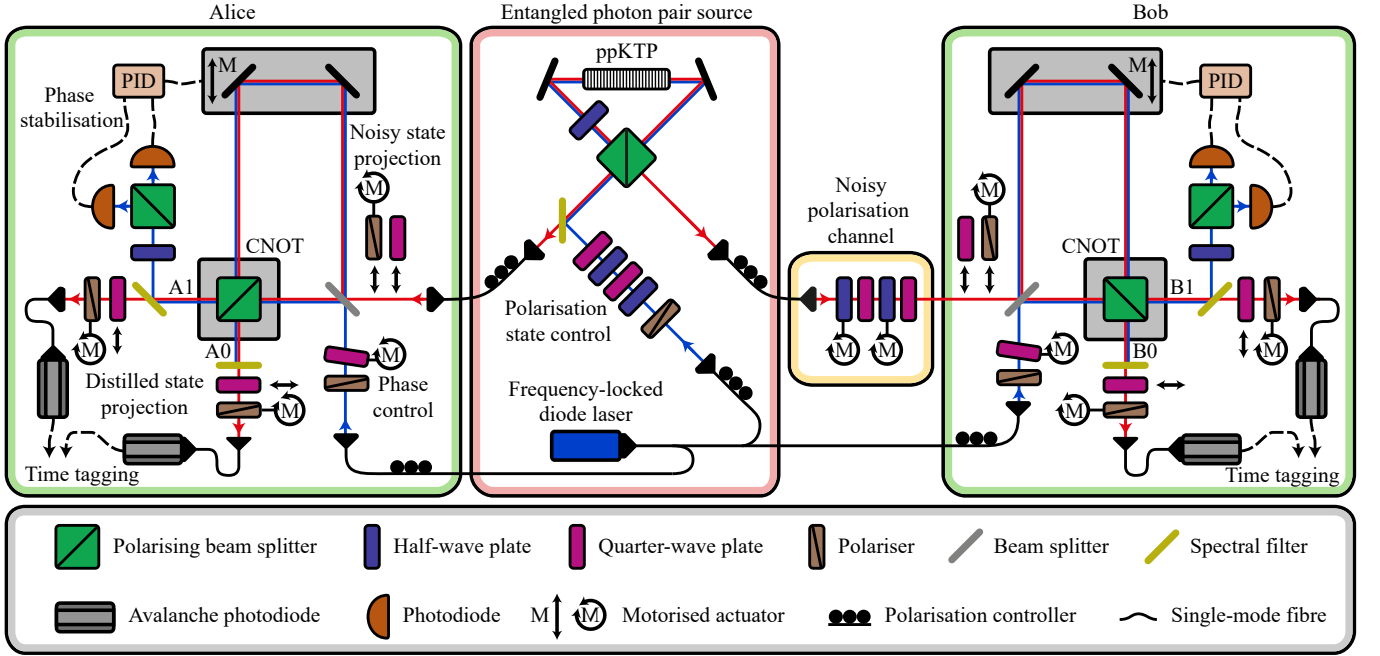 Alice
Entangled photon pair source
Bob
PID
M
Phase
stabilisation
Noisy state
projection
M
CNOT
A1
A0
M
M
M
Distilled state
projection
Phase
control
Time tagging
ppKTP
Polarisation
state control
Frequency-locked
diode laser
Noisy
polarisation
channel
M
M
M
PID
M
CNOT
B1
B0
M
M
M
Time tagging
Polarising beam splitter
Half-wave plate
Quarter-wave plate
Polariser
Beam splitter
Spectral filter
Avalanche photodiode
Photodiode
M
M
Motorised actuator
Polarisation controller
Single-mode fibre